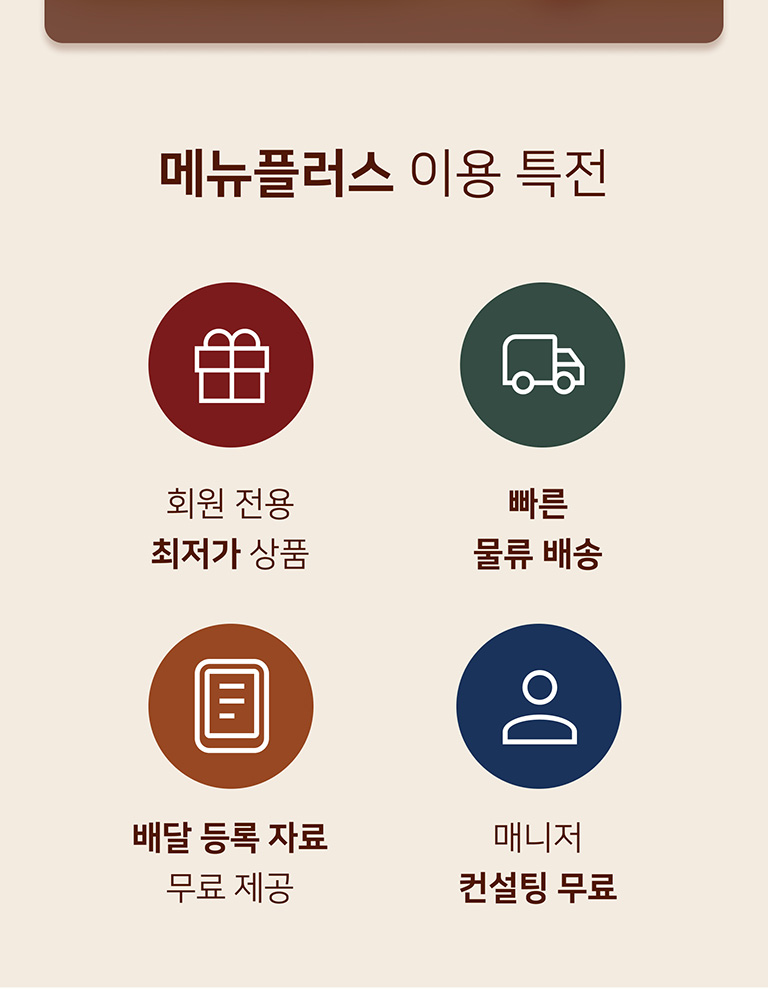 메뉴플러스 이용 특전
회원 전용
최저가 상품
빠른
물류 배송
배달 등록 자료
무료 제공
매니저
컨설팅 무료